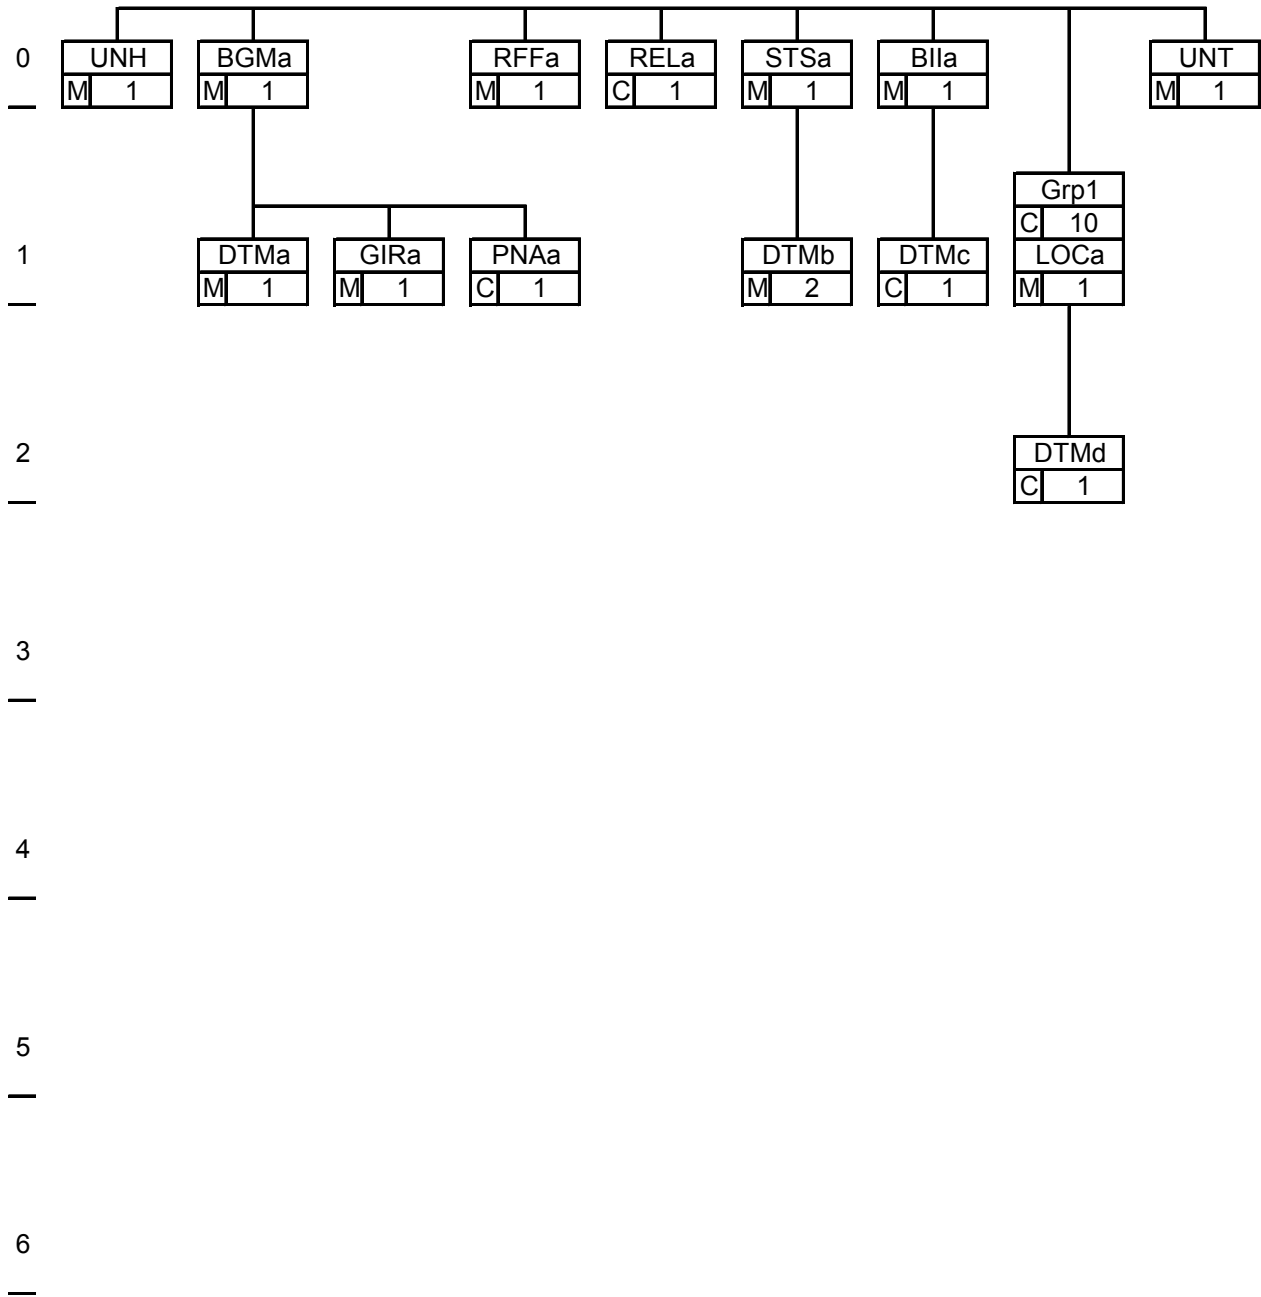 0 UNH BGMa RFFa RELa STSa BIIa UNT
M 1 M 1 M 1 C 1 M 1 M 1 M 1
Grp1
C 10
1 DTMa GIRa PNAa DTMb DTMc LOCa
M 1 M 1 C 1 M 2 C 1 M 1
2 DTMd
C 1
3
4
5
6